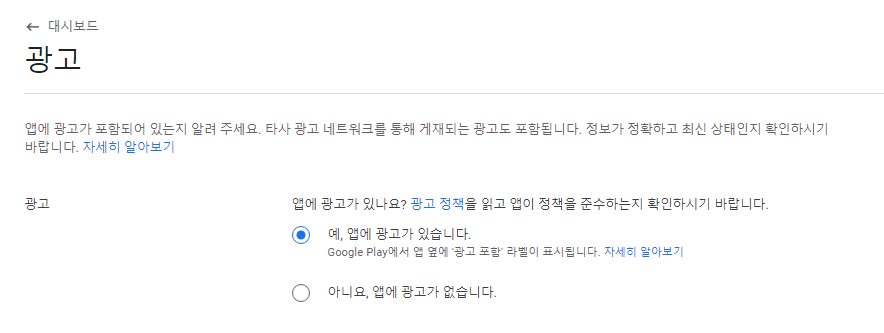 ← 대시보드
광고
앱에 광고가 포함되어 있는지 알려 주세요. 타사 광고 네트워크를 통해 게재되는 광고도 포함됩니다. 정보가 정확하고 최신 상태인지 확인하시기
바랍니다. 자세히 알아보기
광고
앱에 광고가 있나요? 광고 정책을 읽고 앱이 정책을 준수하는지 확인하시기 바랍니다.
예, 앱에 광고가 있습니다.
Google Play에서 앱 옆에 '광고 포함' 라벨이 표시됩니다. 자세히 알아보기
아니요, 앱에 광고가 없습니다.